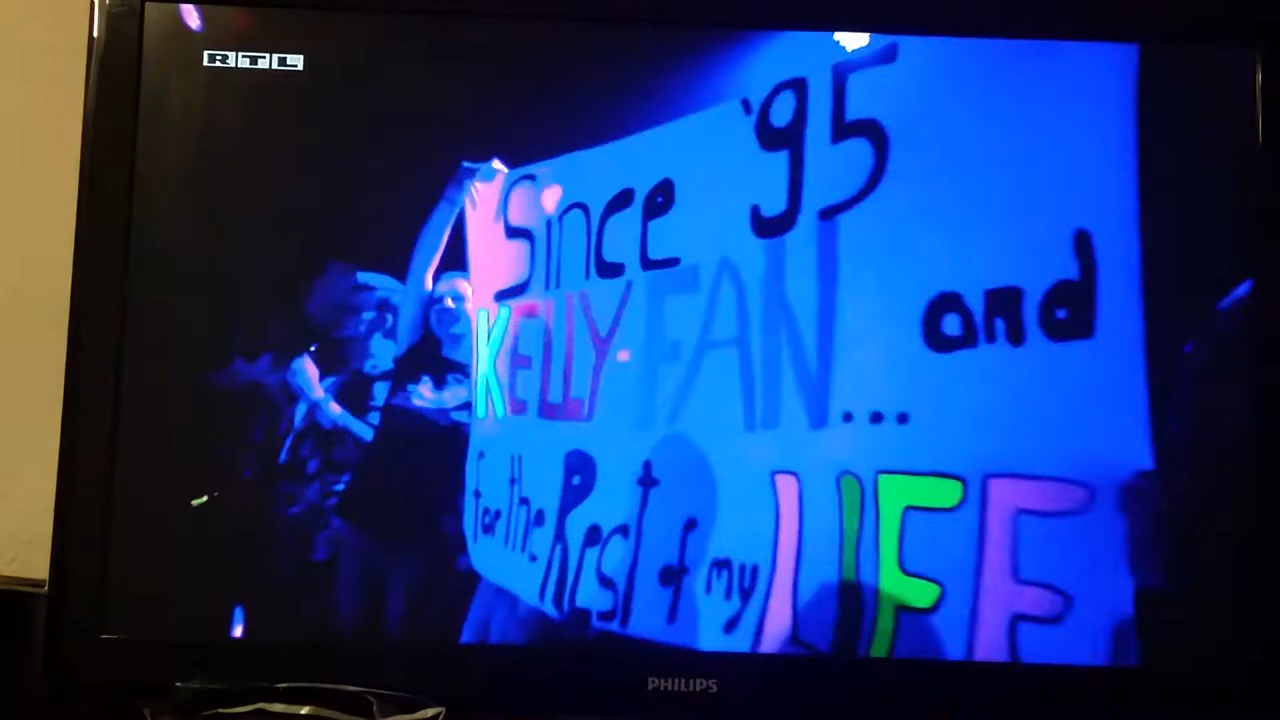 RTL
Since '95
KELLY-FAN... and
for the Rest of my LIFE
PHILIPS